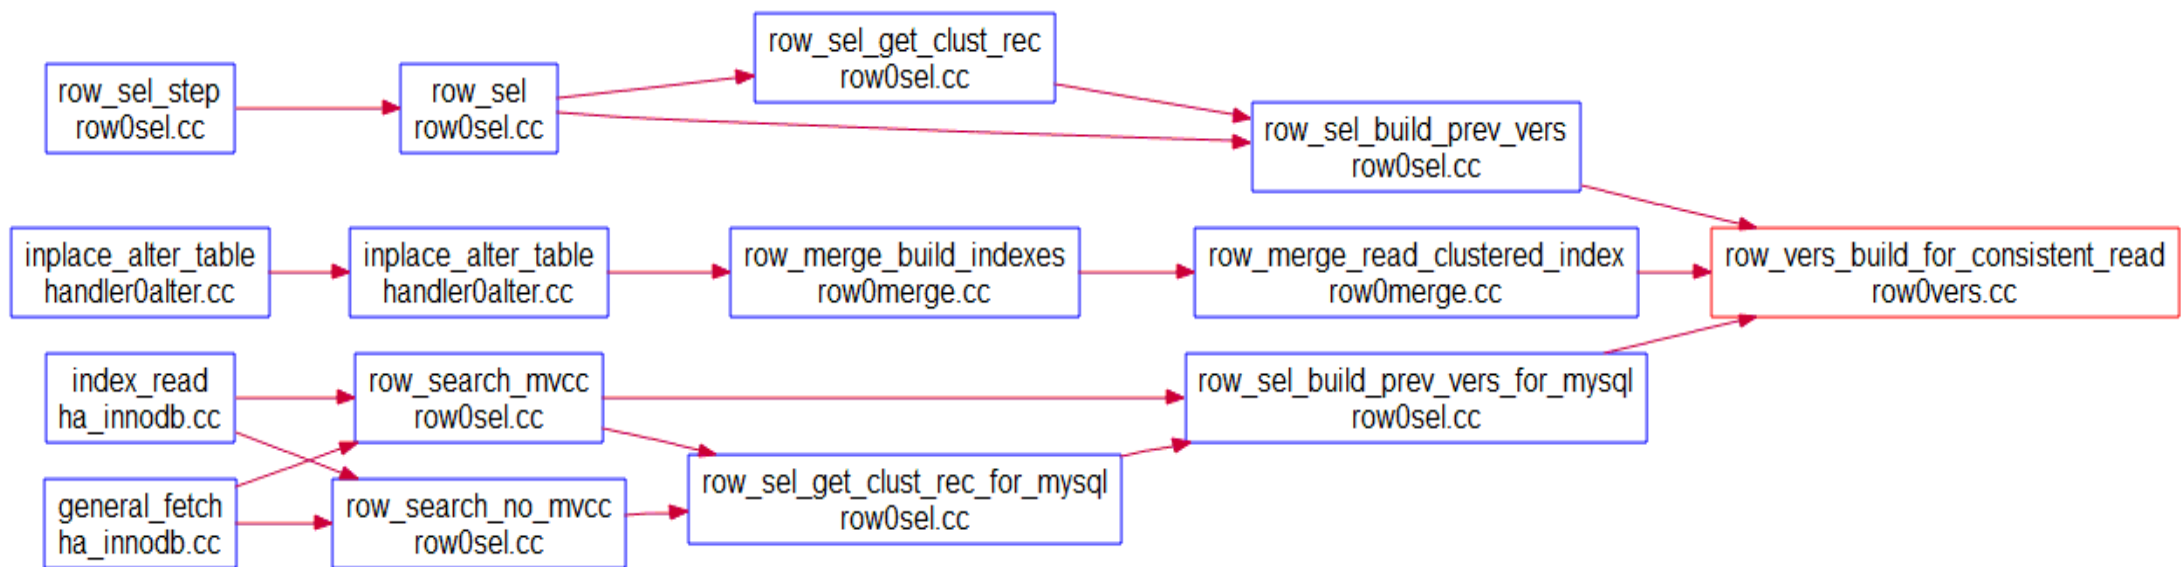 row_sel_get_clust_rec
row0sel.cc
row_sel_step
row0sel.cc
row_sel
row0sel.cc
row_sel_build_prev_vers
row0sel.cc
inplace_alter_table
handler0alter.cc
inplace_alter_table
handler0alter.cc
row_merge_build_indexes
row0merge.cc
row_merge_read_clustered_index
row0merge.cc
row_vers_build_for_consistent_read
row0vers.cc
index_read
ha_innodb.cc
row_search_mvcc
row0sel.cc
row_sel_build_prev_vers_for_mysql
row0sel.cc
general_fetch
ha_innodb.cc
row_search_no_mvcc
row0sel.cc
row_sel_get_clust_rec_for_mysql
row0sel.cc